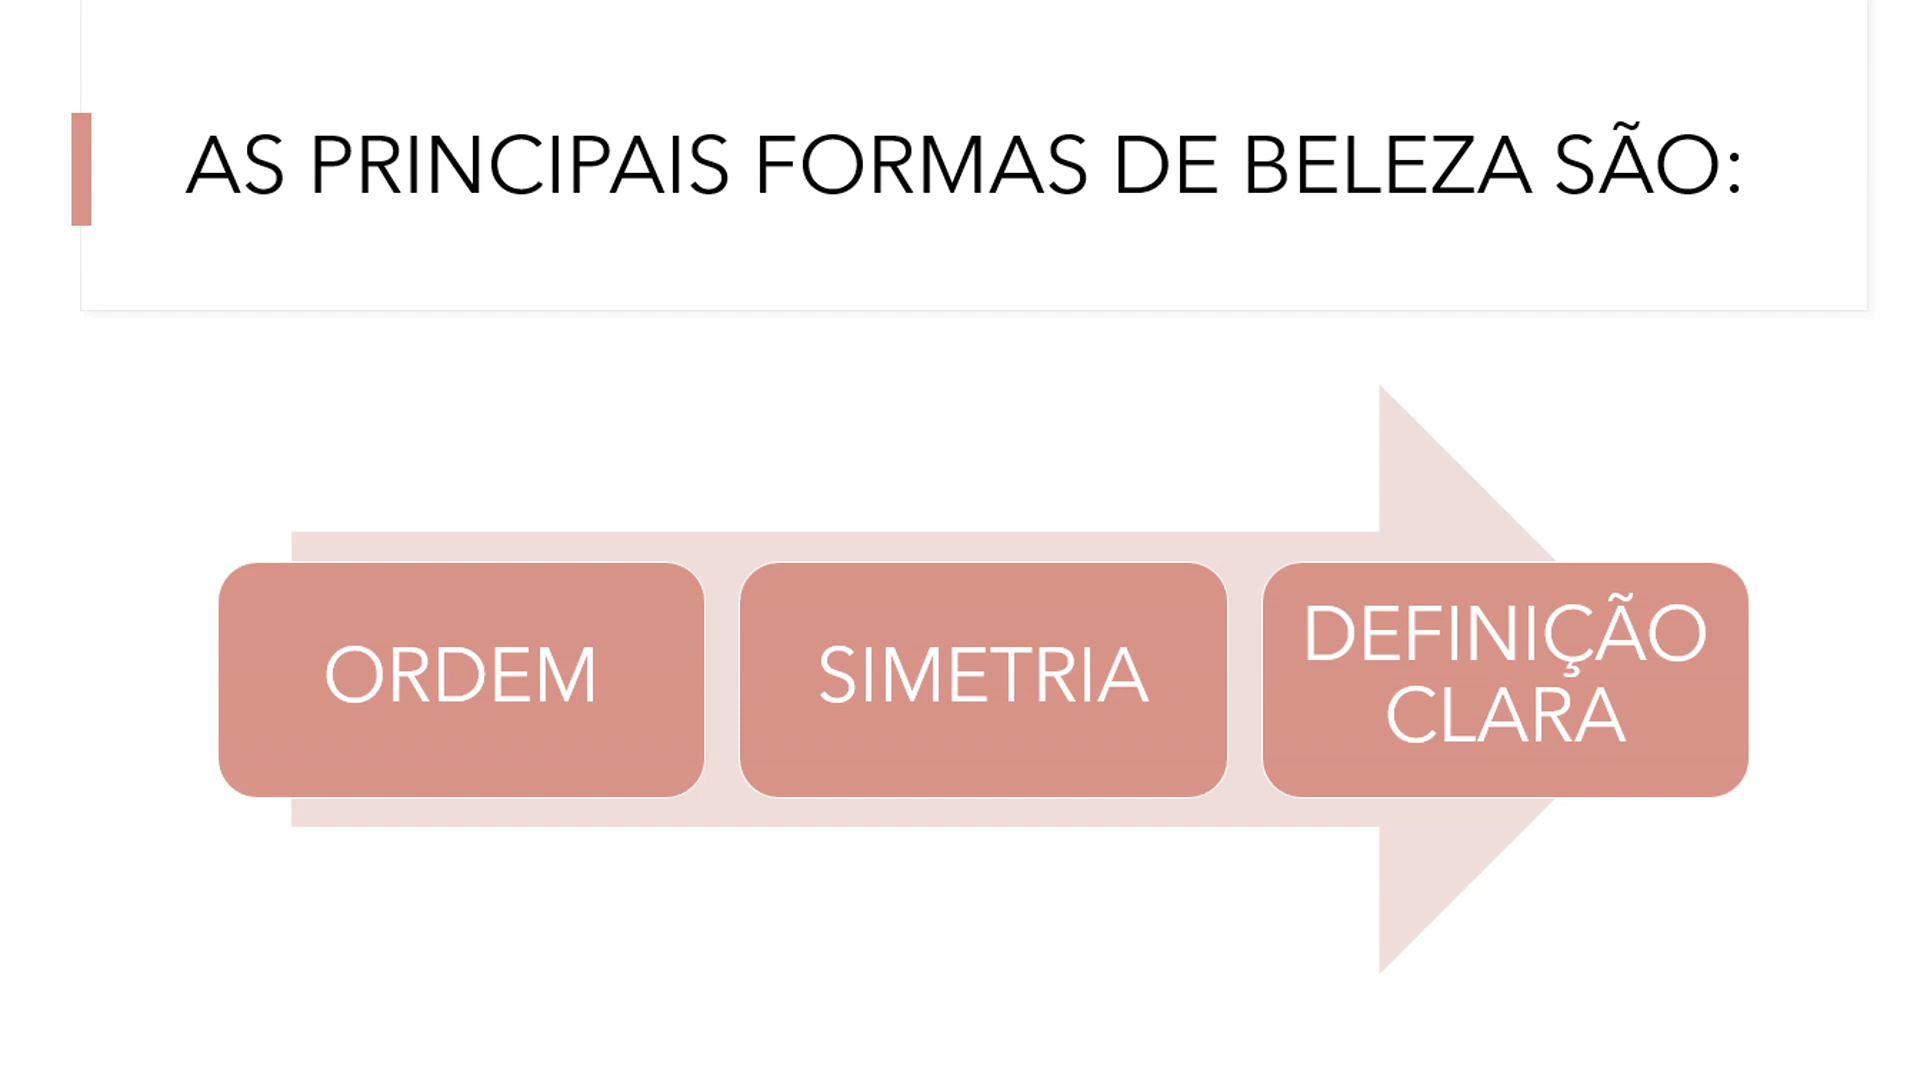 AS PRINCIPAIS FORMAS DE BELEZA SÃO:
ORDEM
SIMETRIA
DEFINIÇÃO
CLARA